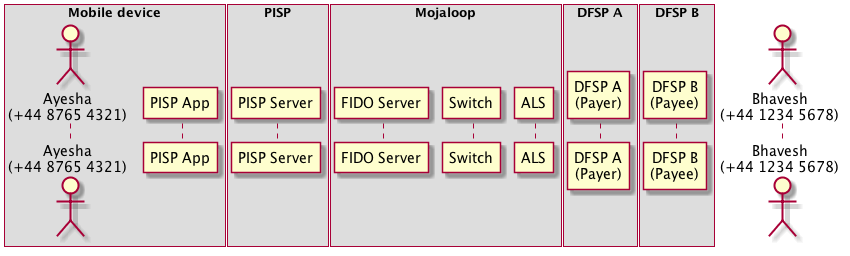 Mobile device
PISP
Mojaloop
DFSP A
DFSP B
Ayesha
(+44 8765 4321)
PISP App
PISP Server
FIDO Server
Switch
ALS
DFSP A
(Payer)
DFSP B
(Payee)
Bhavesh
(+44 1234 5678)
Ayesha
(+44 8765 4321)
PISP App
PISP Server
FIDO Server
Switch
ALS
DFSP A
(Payer)
DFSP B
(Payee)
Bhavesh
(+44 1234 5678)